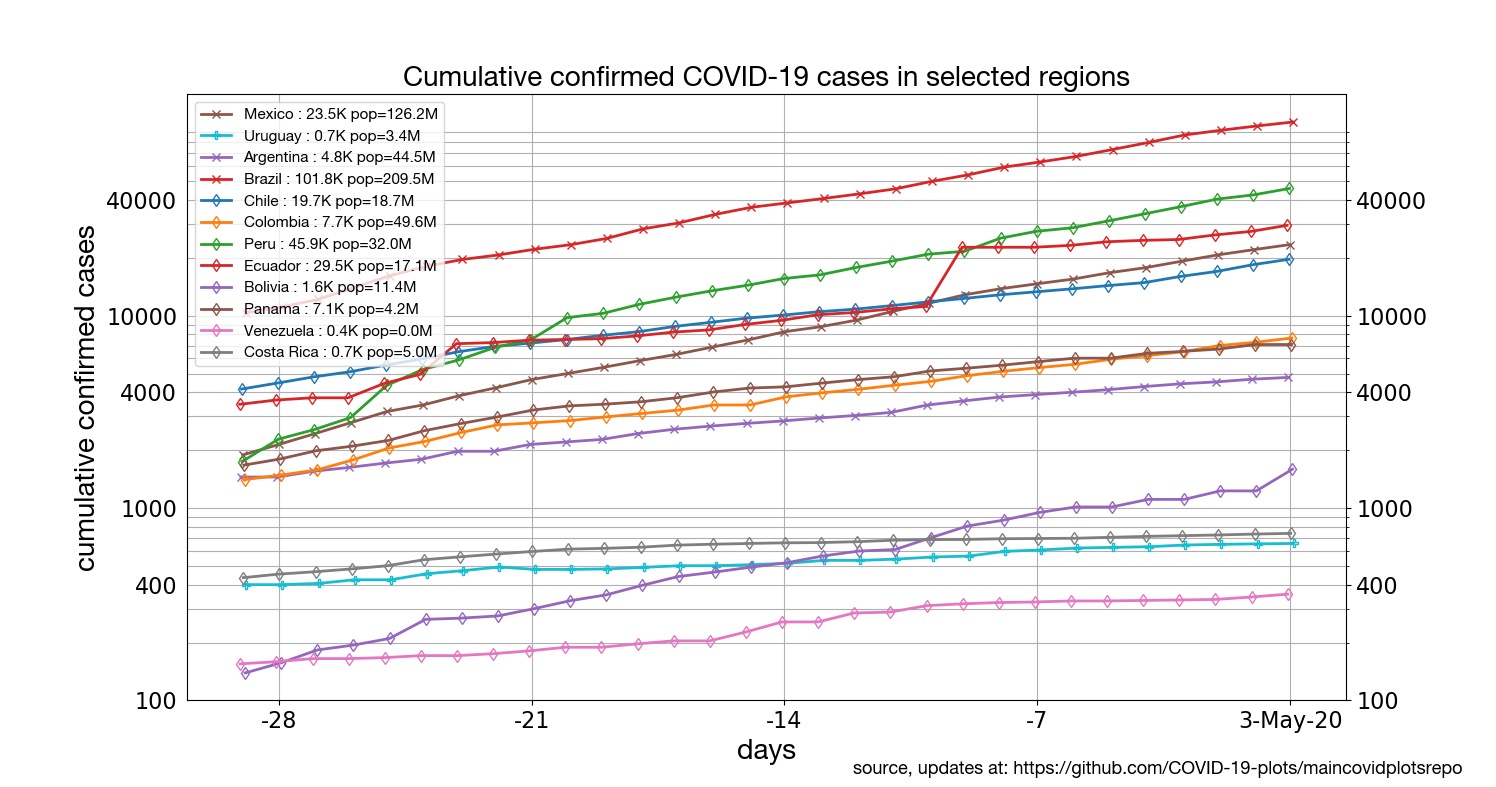 Cumulative confirmed COVID-19 cases in selected regions
Mexico : 23.5K pop=126.2M
Uruguay : 0.7K pop=3.4M
Argentina : 4.8K pop=44.5M
Brazil : 101.8K pop=209.5M
Chile : 19.7K pop=18.7M
Colombia : 7.7K pop=49.6M
Peru : 45.9K pop=32.0M
Ecuador : 29.5K pop=17.1M
Bolivia : 1.6K pop=11.4M
Panama : 7.1K pop=4.2M
Venezuela : 0.4K pop=0.0M
Costa Rica : 0.7K pop=5.0M
cumulative confirmed cases
40000
10000
4000
1000
400
100
40000
10000
4000
1000
400
100
-28
-21
-14
-7
3-May-20
days
source, updates at: https://github.com/COVID-19-plots/maincovidplotsrepo